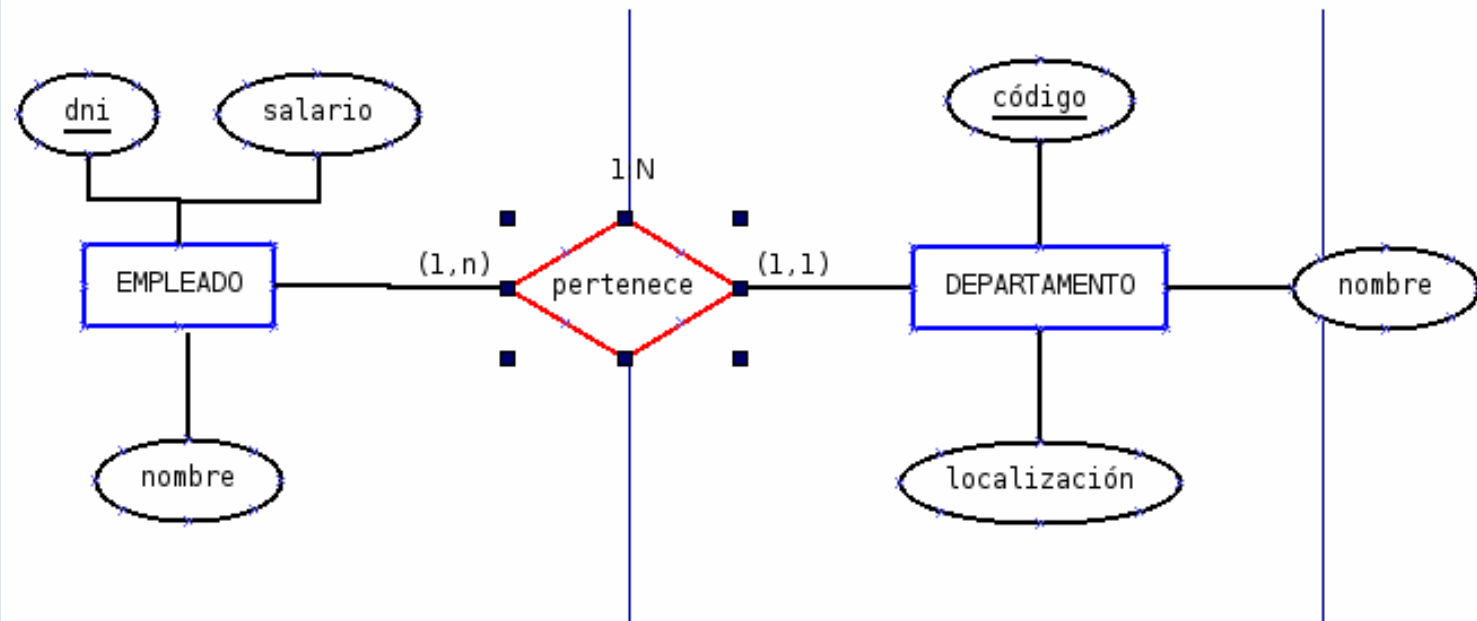 dni
salario
código
1 N
(1,n)
(1,1)
EMPLEADO
pertenece
DEPARTAMENTO
nombre
nombre
localización